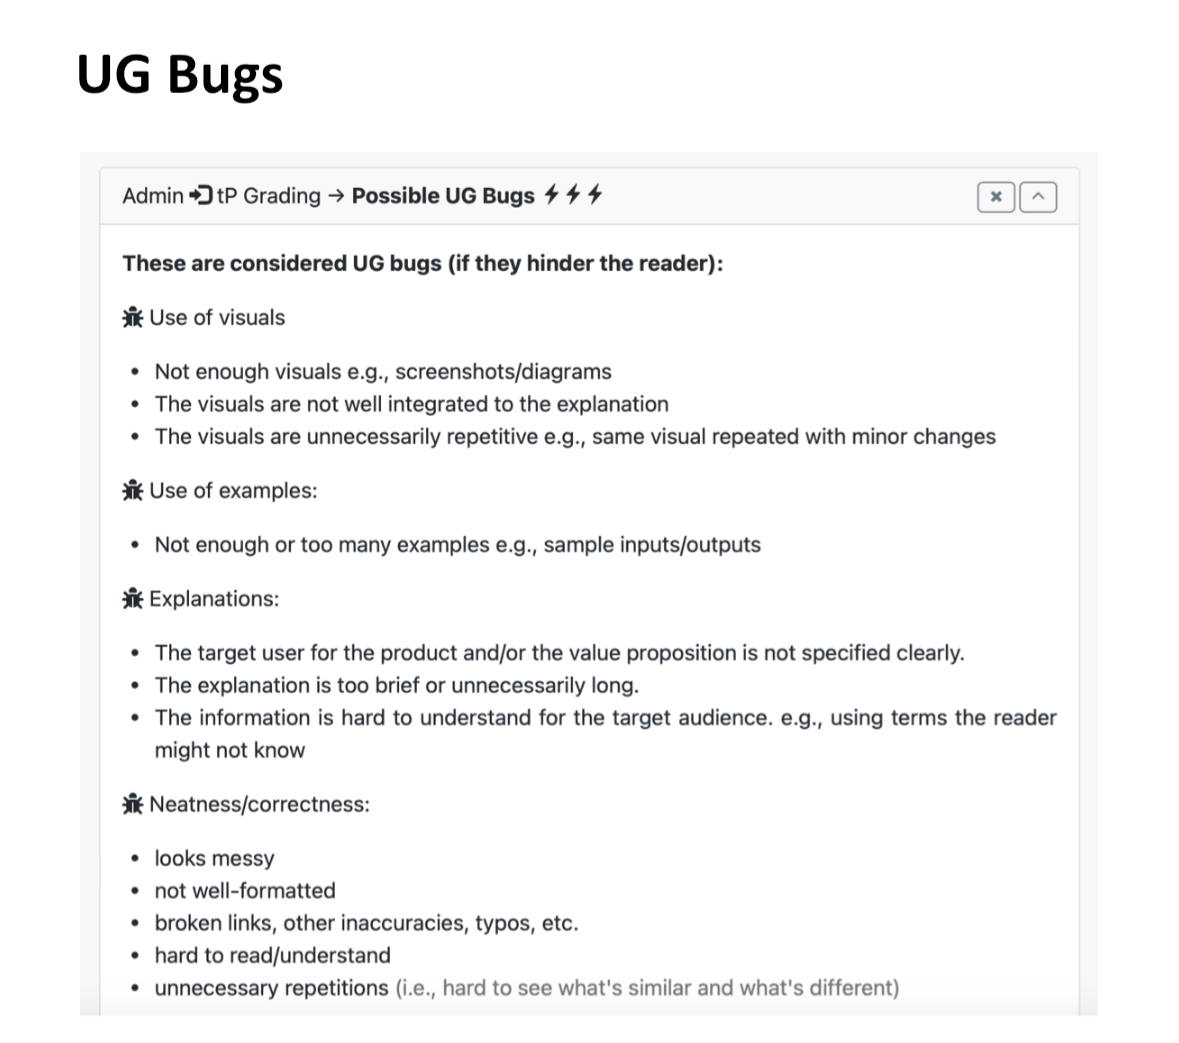 UG Bugs
Admin tP Grading → Possible UG Bugs
These are considered UG bugs (if they hinder the reader):
Use of visuals
• Not enough visuals e.g., screenshots/diagrams
• The visuals are not well integrated to the explanation
• The visuals are unnecessarily repetitive e.g., same visual repeated with minor changes
Use of examples:
• Not enough or too many examples e.g., sample inputs/outputs
Explanations:
• The target user for the product and/or the value proposition is not specified clearly.
• The explanation is too brief or unnecessarily long.
• The information is hard to understand for the target audience. e.g., using terms the reader
might not know
Neatness/correctness:
• looks messy
• not well-formatted
• broken links, other inaccuracies, typos, etc.
• hard to read/understand
• unnecessary repetitions (i.e., hard to see what's similar and what's different)